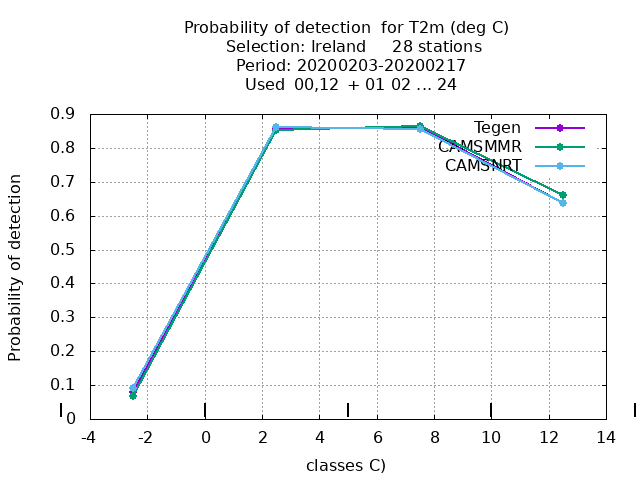 Probability of detection  for T2m (deg C)
Selection: Ireland     28 stations
Period: 20200203-20200217
Used  00,12  + 01 02 ... 24
Probability of detection
0.9
0.8
0.7
0.6
0.5
0.4
0.3
0.2
0.1
0
Tegen
CAMSMMR
CAMSNRT
-4 -2 0 2 4 6 8 10 12 14
classes C)